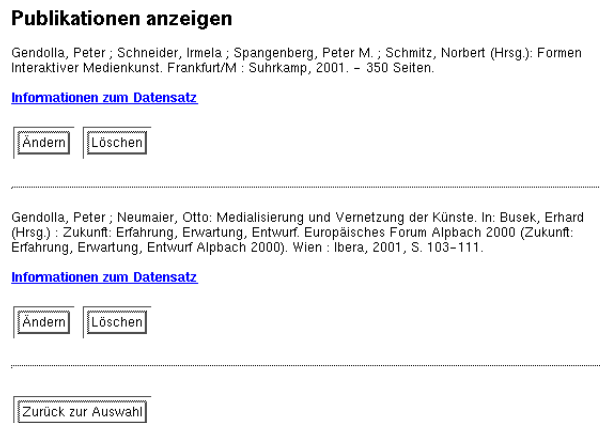 Publikationen anzeigen
Gendolla, Peter ; Schneider, Irmela ; Spangenberg, Peter M. ; Schmitz, Norbert (Hrsg.): Formen
Interaktiver Medienkunst. Frankfurt/M : Suhrkamp, 2001. - 350 Seiten.
Informationen zum Datensatz
Ändern Löschen
Gendolla, Peter ; Neumaier, Otto: Medialisierung und Vernetzung der Künste. In: Busek, Erhard
(Hrsg.) : Zukunft: Erfahrung, Erwartung, Entwurf. Europäisches Forum Alpbach 2000 (Zukunft:
Erfahrung, Erwartung, Entwurf Alpbach 2000). Wien : Ibera, 2001, S. 103-111.
Informationen zum Datensatz
Ändern Löschen
Zurück zur Auswahl